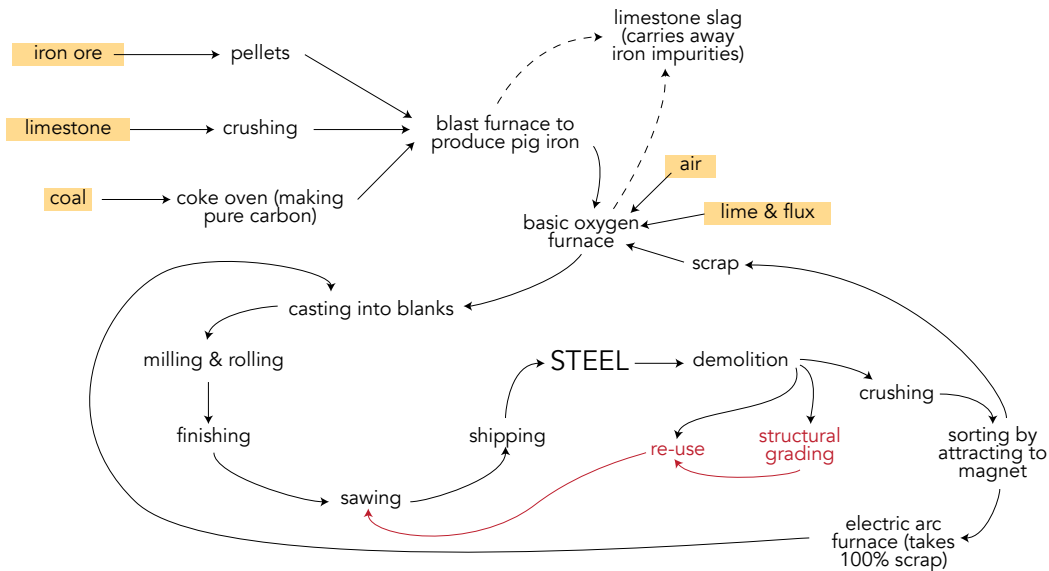 iron ore
pellets
limestone slag
(carries away
iron impurities)
limestone
crushing
blast furnace to
produce pig iron
air
coal
coke oven (making
pure carbon)
lime & flux
basic oxygen
furnace
scrap
casting into blanks
milling & rolling
STEEL
demolition
crushing
finishing
shipping
re-use
structural
grading
sorting by
attracting to
magnet
sawing
electric arc
furnace (takes
100% scrap)